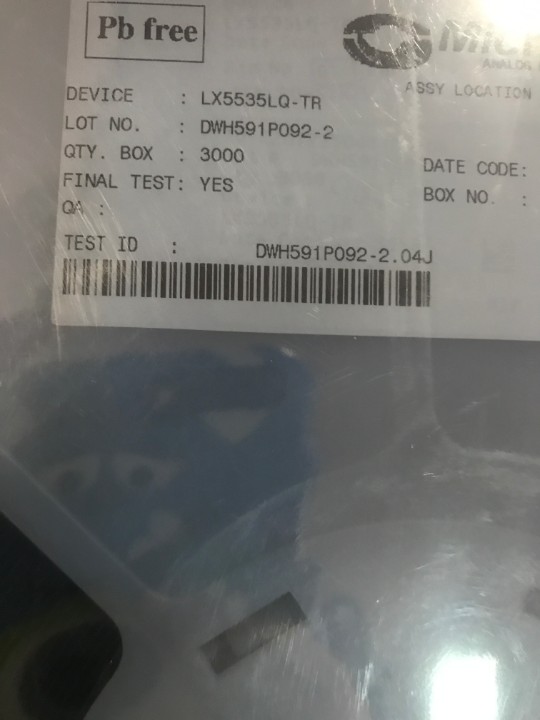 Pb free
ANALOG
ASSY LOCATION
DEVICE : LX5535LQ-TR
LOT NO. : DWH591P092-2
QTY. BOX : 3000
DATE CODE:
FINAL TEST: YES
BOX NO. :
QA :
TEST ID : DWH591P092-2.04J